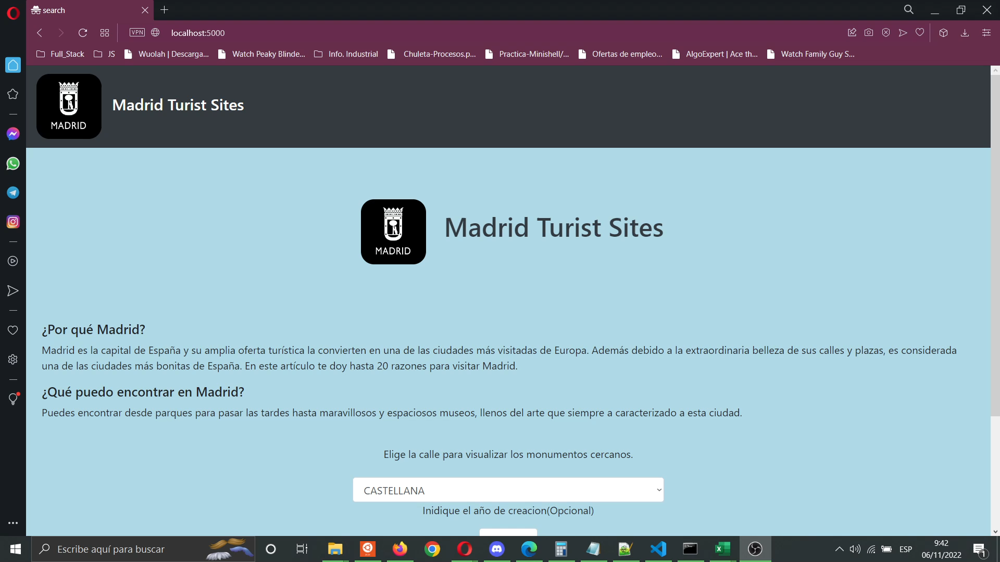 search
VPN
localhost:5000
Full_Stack
JS
Wuolah | Descarga...
Watch Peaky Blinde...
Info. Industrial
Chuleta-Procesos.p...
Practica-Minishell/...
Ofertas de empleo...
AlgoExpert | Ace th...
Watch Family Guy S...
MADRID
Madrid Turist Sites
MADRID
Madrid Turist Sites
¿Por qué Madrid?
Madrid es la capital de España y su amplia oferta turística la convierten en una de las ciudades más visitadas de Europa. Además debido a la extraordinaria belleza de sus calles y plazas, es considerada
una de las ciudades más bonitas de España. En este artículo te doy hasta 20 razones para visitar Madrid.
¿Qué puedo encontrar en Madrid?
Puedes encontrar desde parques para pasar las tardes hasta maravillosos y espaciosos museos, llenos del arte que siempre a caracterizado a esta ciudad.
Elige la calle para visualizar los monumentos cercanos.
CASTELLANA
Inidique el año de creacion(Opcional)
Escribe aquí para buscar
ESP
9:42
06/11/2022
1